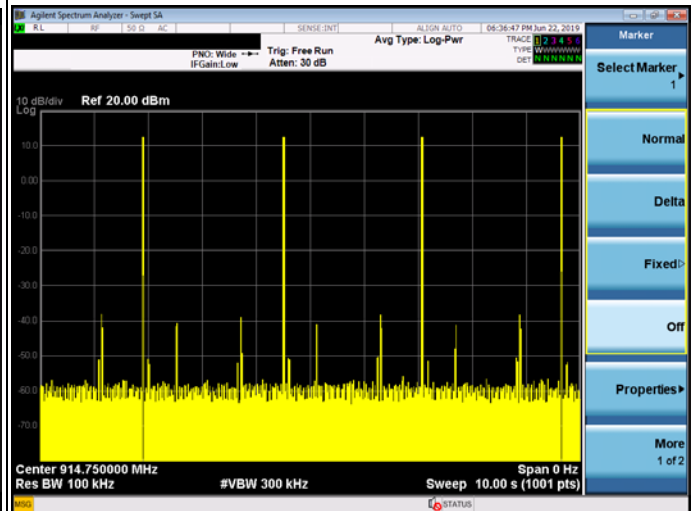 Agilent Spectrum Analyzer - Swept SA
RL RF 50 Ω AC SENSE:INT ALIGN AUTO 06:36:47 PM Jun 22, 2019
Avg Type: Log-Pwr TRACE 1 2 3 4 5 6
PNO: Wide Trig: Free Run TYPE WWWWWW
IFGain:Low Atten: 30 dB DET N N N N N N
10 dB/div Ref 20.00 dBm
Log
10.0
0.00
-10.0
-20.0
-30.0
-40.0
-50.0
-60.0
-70.0
Center 914.750000 MHz Span 0 Hz
Res BW 100 kHz #VBW 300 kHz Sweep 10.00 s (1001 pts)
MSG STATUS
Marker
Select Marker
1
Normal
Delta
Fixed
Off
Properties
More
1 of 2